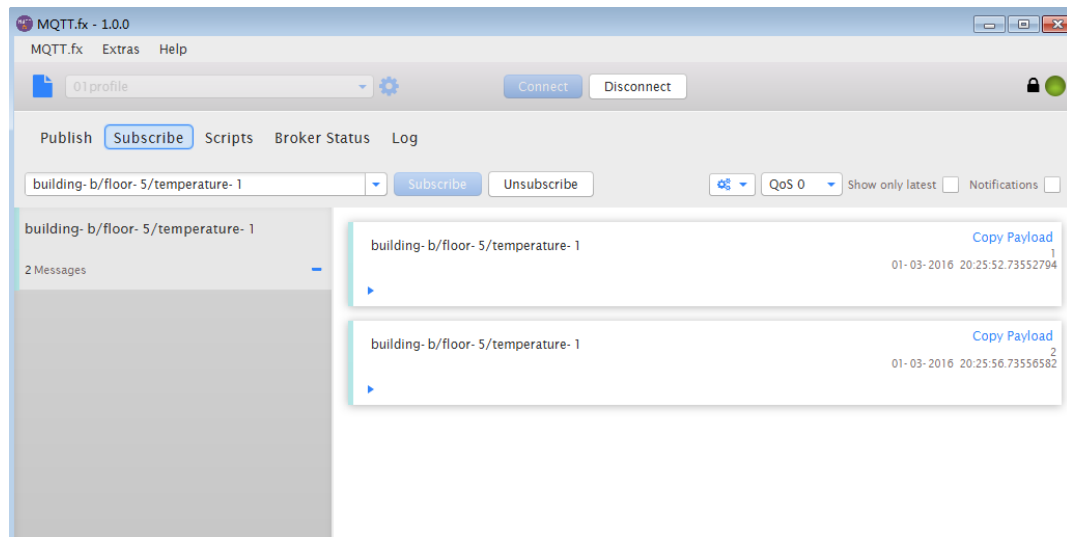 MQTT.fx - 1.0.0
MQTT.fx Extras Help
01profile Connect Disconnect
Publish Subscribe Scripts Broker Status Log
building- b/floor- 5/temperature- 1 Subscribe Unsubscribe QoS 0 Show only latest Notifications
building- b/floor- 5/temperature- 1
2 Messages
building- b/floor- 5/temperature- 1 Copy Payload
1
01- 03- 2016 20:25:52.73552794
building- b/floor- 5/temperature- 1 Copy Payload
2
01- 03- 2016 20:25:56.73556582